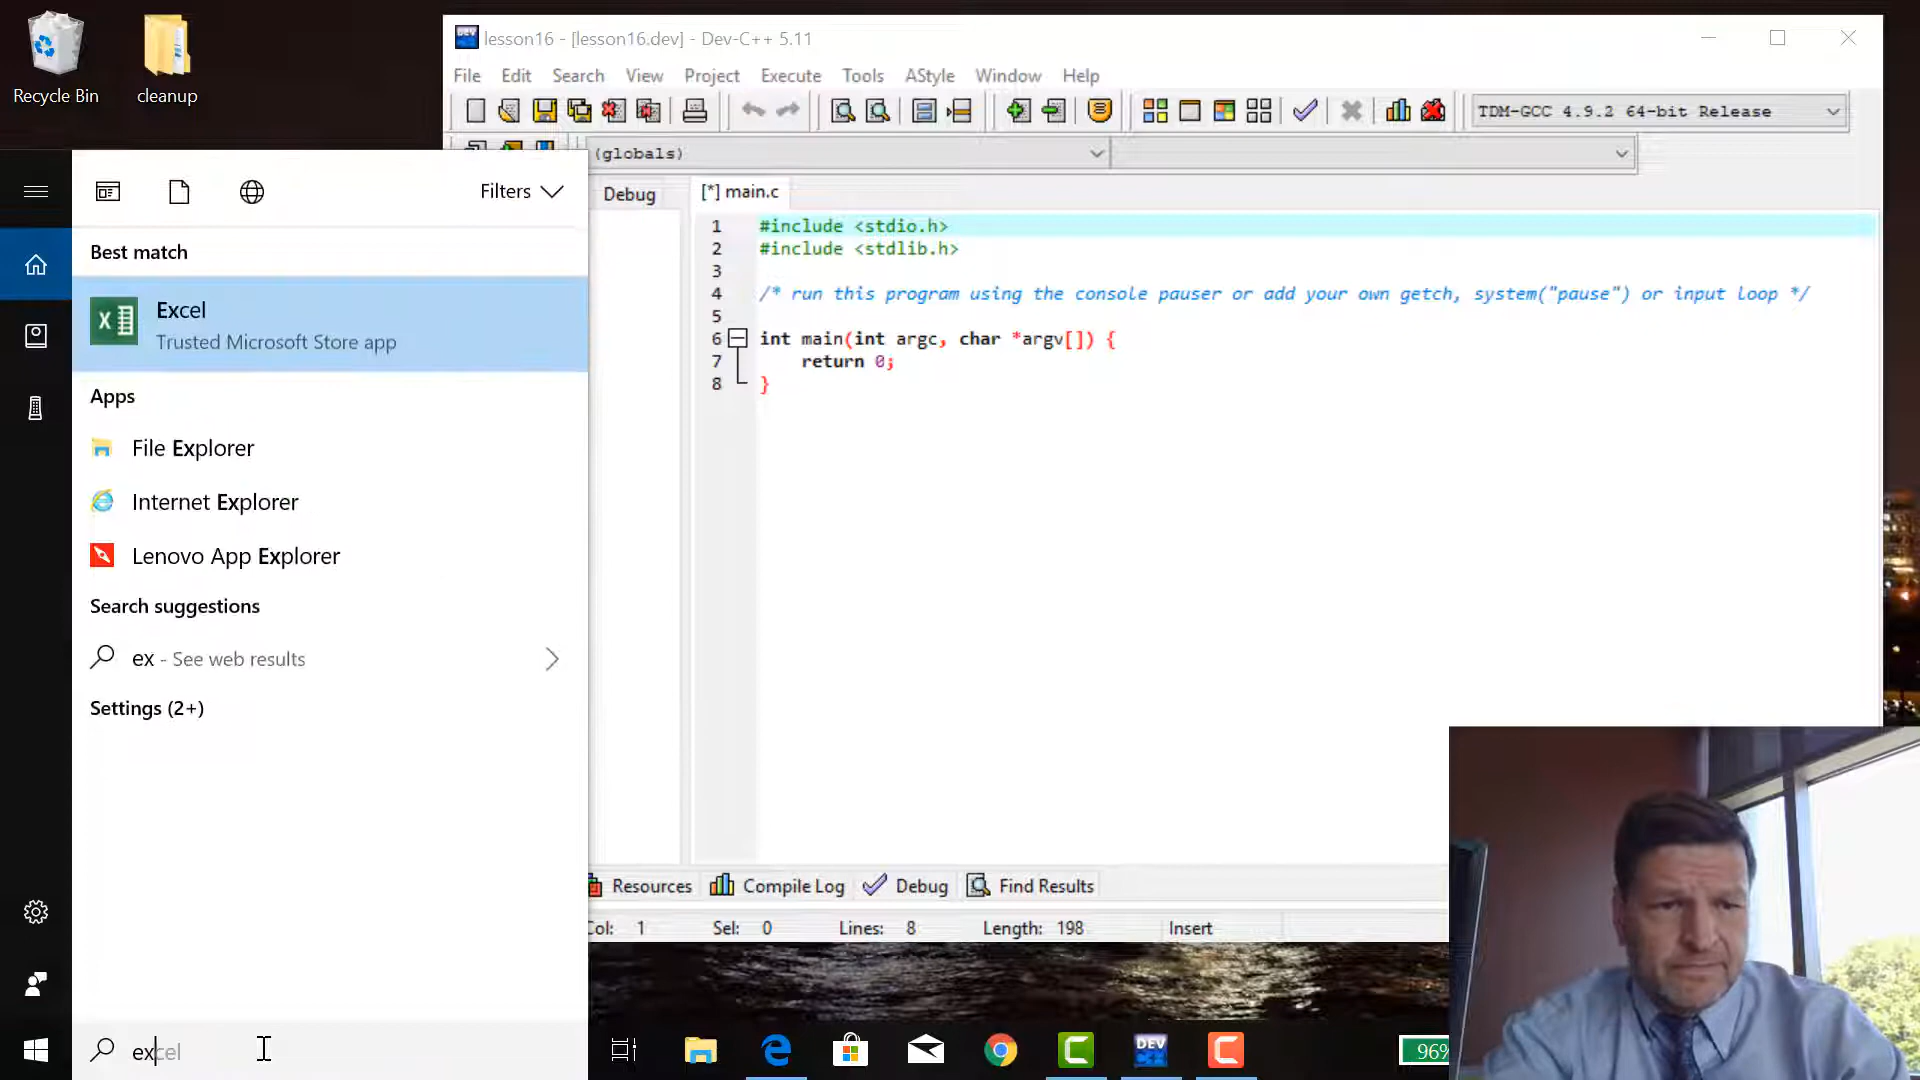 Recycle Bin
cleanup
lesson16 - [lesson16.dev] - Dev-C++ 5.11
File Edit Search View Project Execute Tools AStyle Window Help
TDM-GCC 4.9.2 64-bit Release
(globals)
Debug
[*] main.c
1 #include <stdio.h>
2 #include <stdlib.h>
3
4 /* run this program using the console pauser or add your own getch, system("pause") or input loop */
5
6 int main(int argc, char *argv[]) {
7 return 0;
8 }
Filters
Best match
Excel
Trusted Microsoft Store app
Apps
File Explorer
Internet Explorer
Lenovo App Explorer
Search suggestions
ex - See web results
Settings (2+)
Resources Compile Log Debug Find Results
Col: 1 Sel: 0 Lines: 8 Length: 198 Insert
excel
DEV
96%